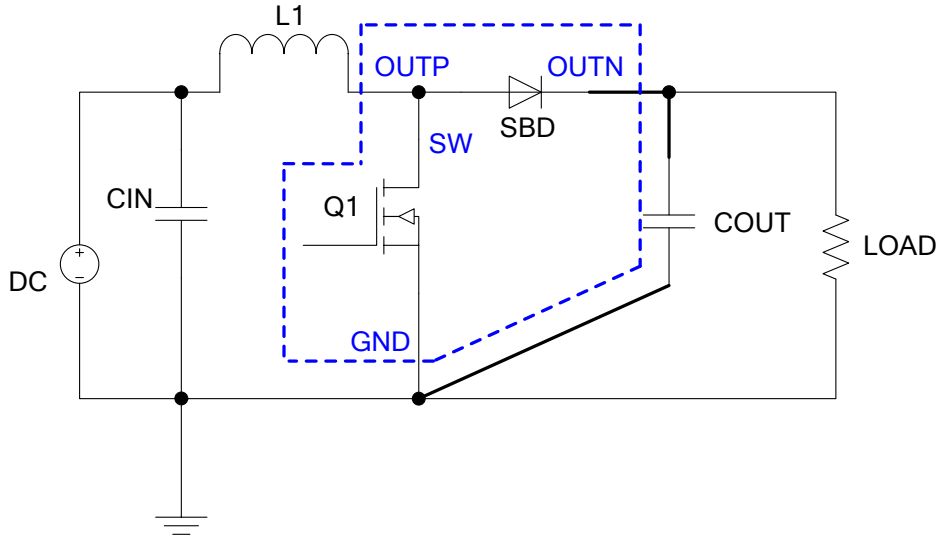 L1
OUTP
OUTN
SBD
SW
CIN
Q1
COUT
LOAD
DC
+
−
GND